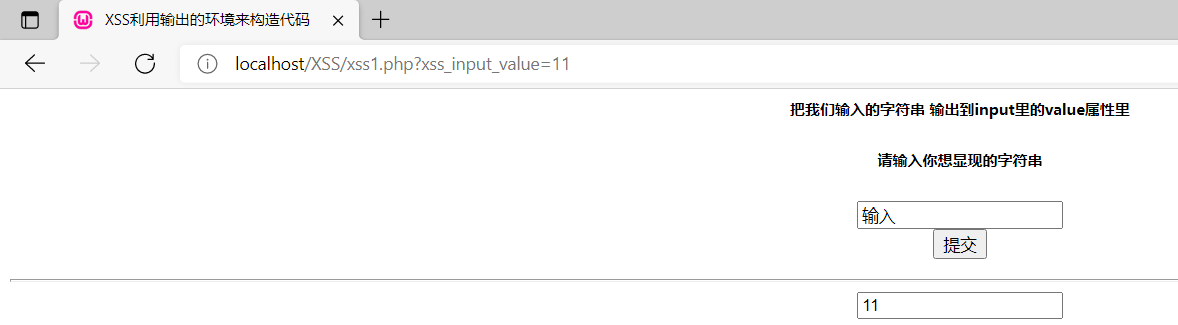 XSS利用输出的环境来构造代码
localhost/XSS/xss1.php?xss_input_value=11
把我们输入的字符串 输出到input里的value属性里
请输入你想显现的字符串
输入
提交
11